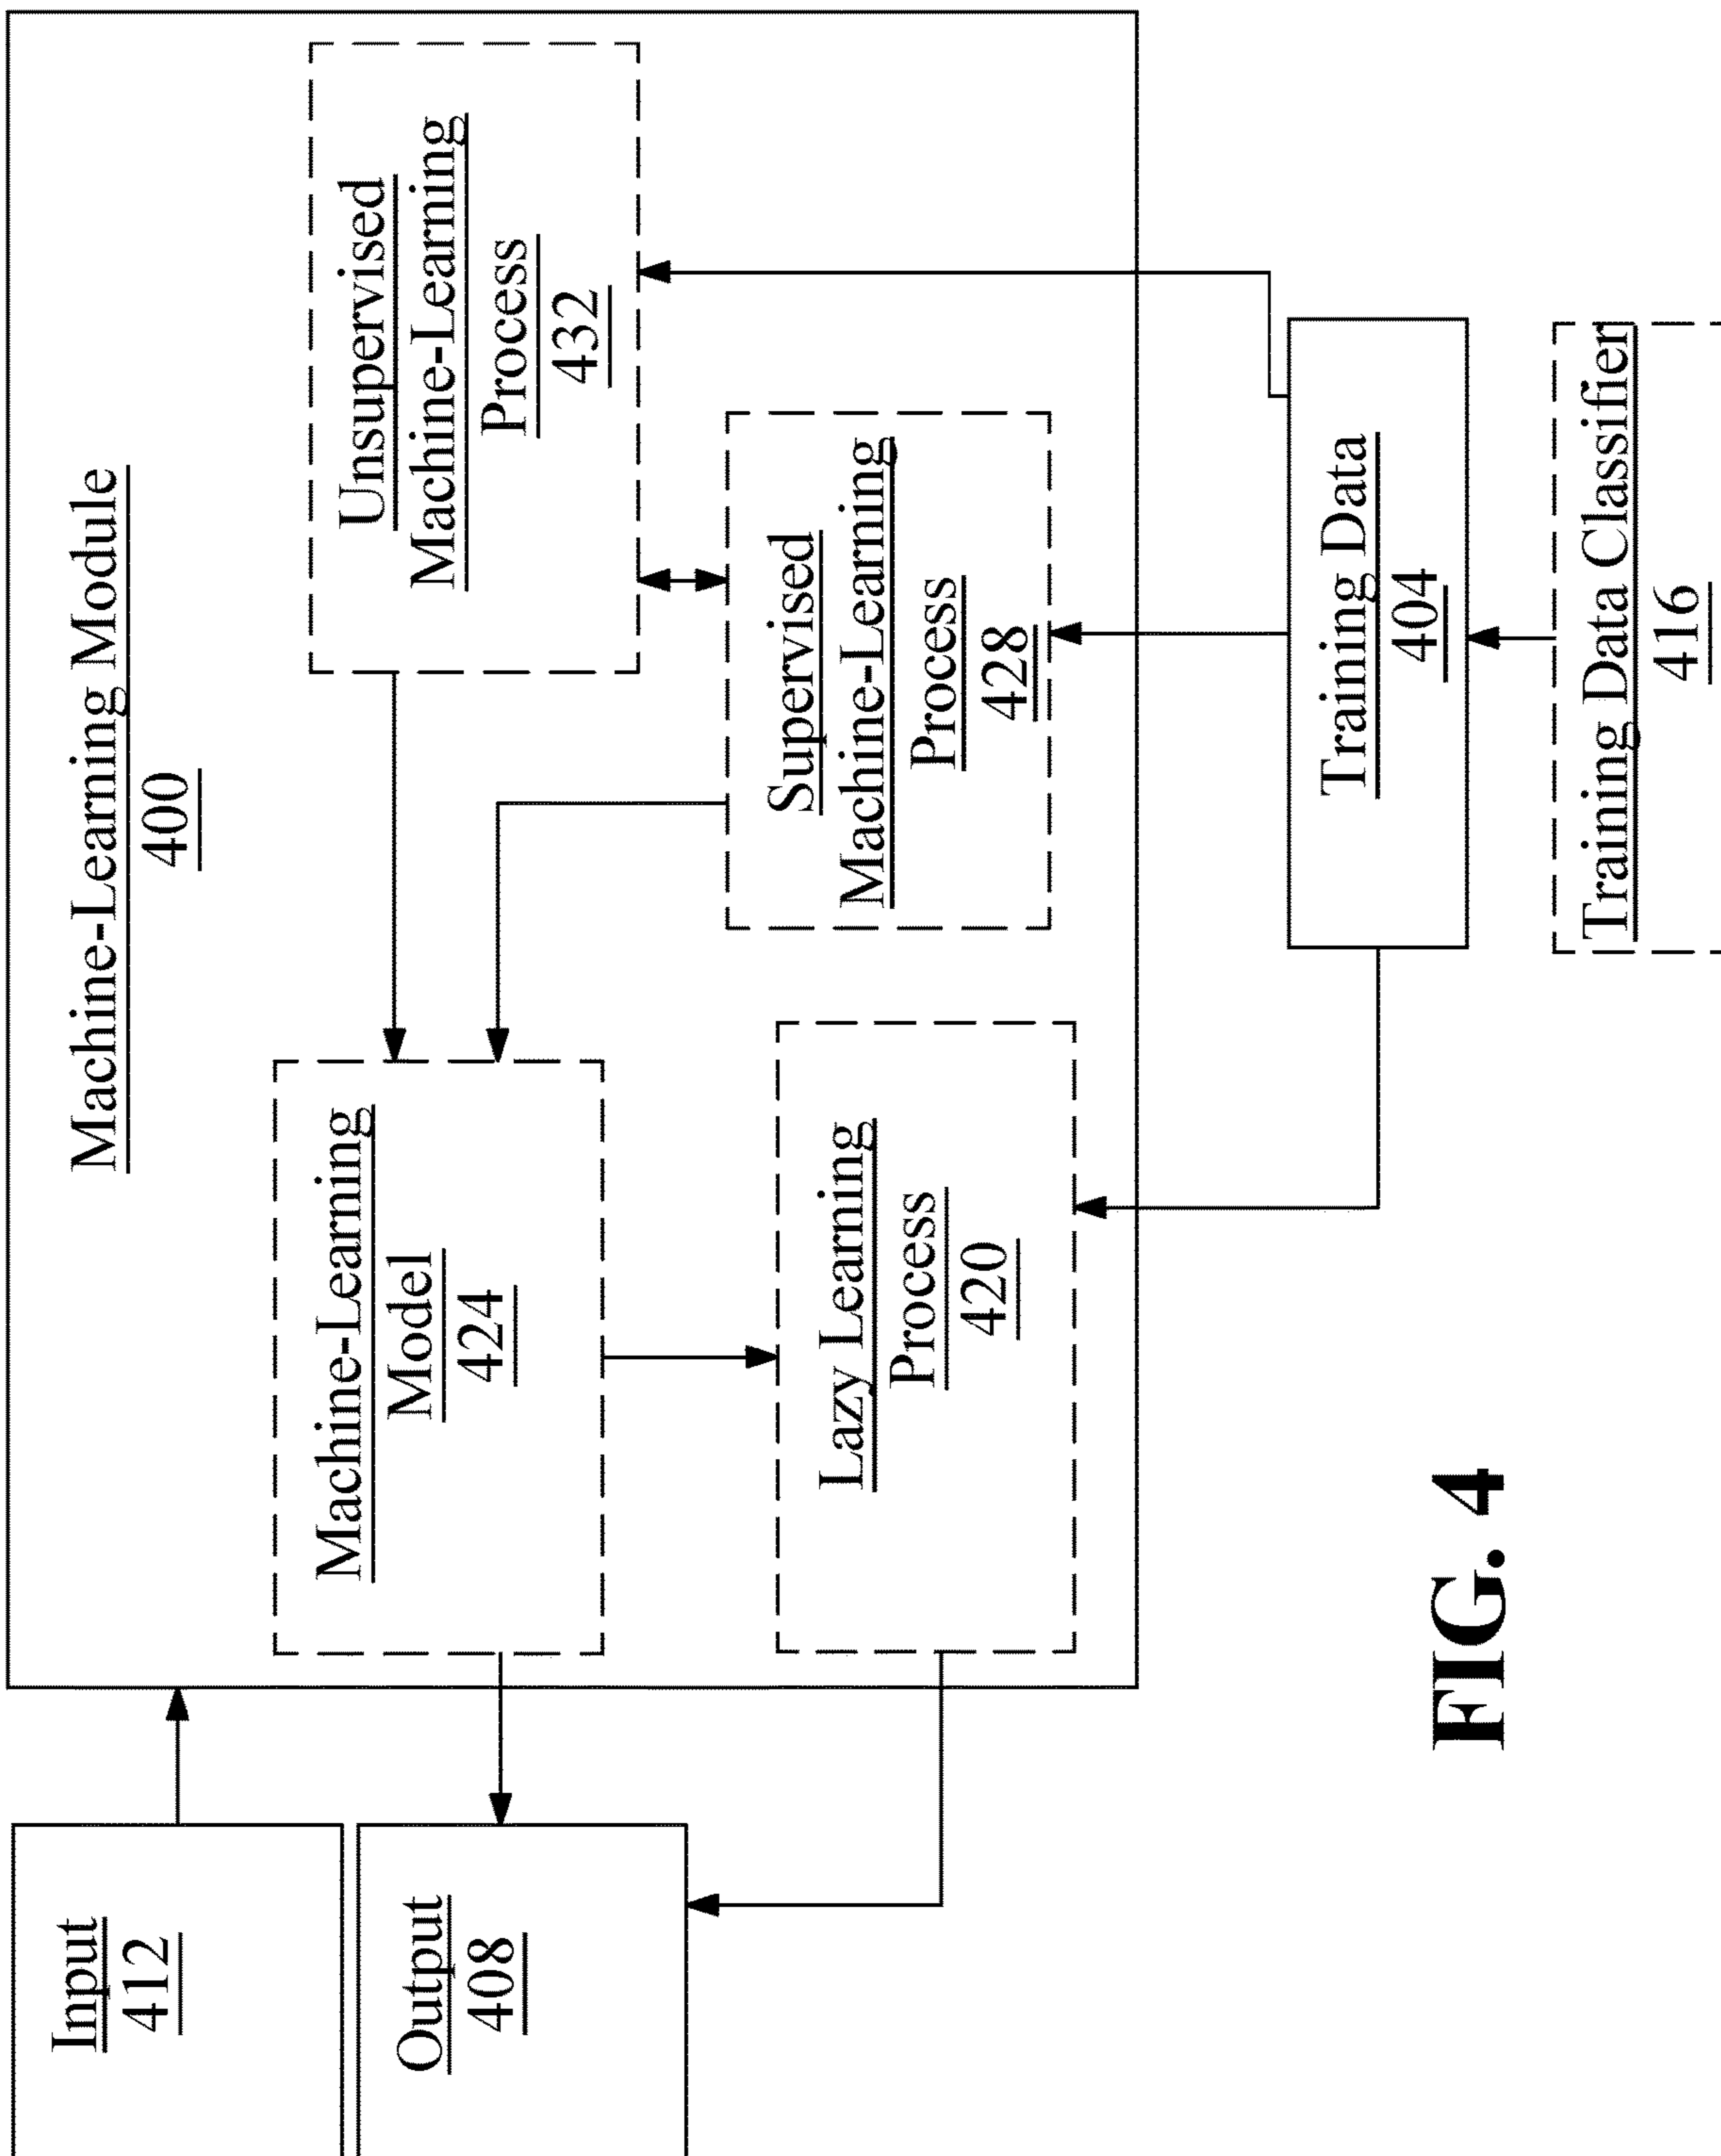 Machine-Learning Module
400
Input
412
Output
408
Machine-Learning
Model
424
Unsupervised
Machine-Learning
Process
432
Supervised
Machine-Learning
Process
428
Lazy Learning
Process
420
Training Data
404
Training Data Classifier
416
FIG. 4